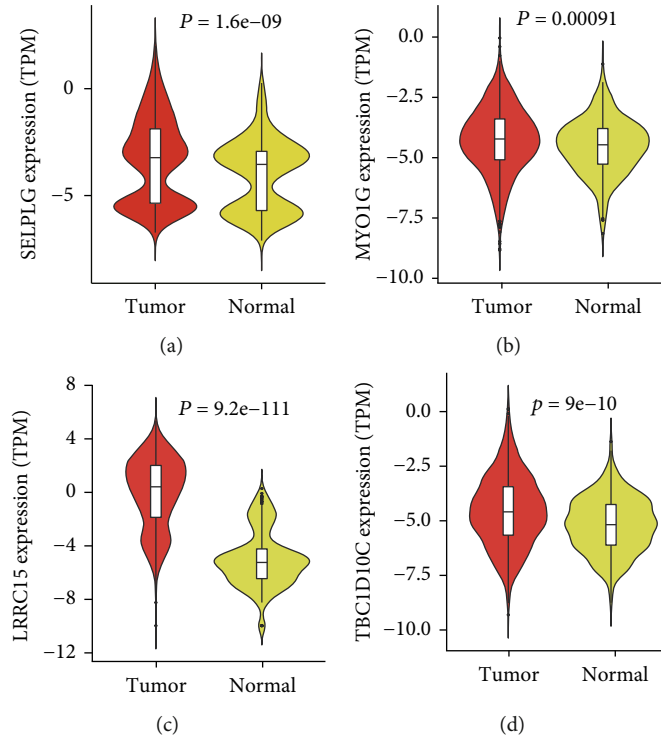 P = 1.6e−09
SELPLG expression (TPM)
0
−5
Tumor
Normal
(a)
P = 0.00091
MYO1G expression (TPM)
0.0
−2.5
−5.0
−7.5
−10.0
Tumor
Normal
(b)
P = 9.2e−111
LRRC15 expression (TPM)
8
4
0
−4
−8
−12
Tumor
Normal
(c)
p = 9e−10
TBC1D10C expression (TPM)
−0.0
−2.5
−5.0
−7.5
−10.0
Tumor
Normal
(d)